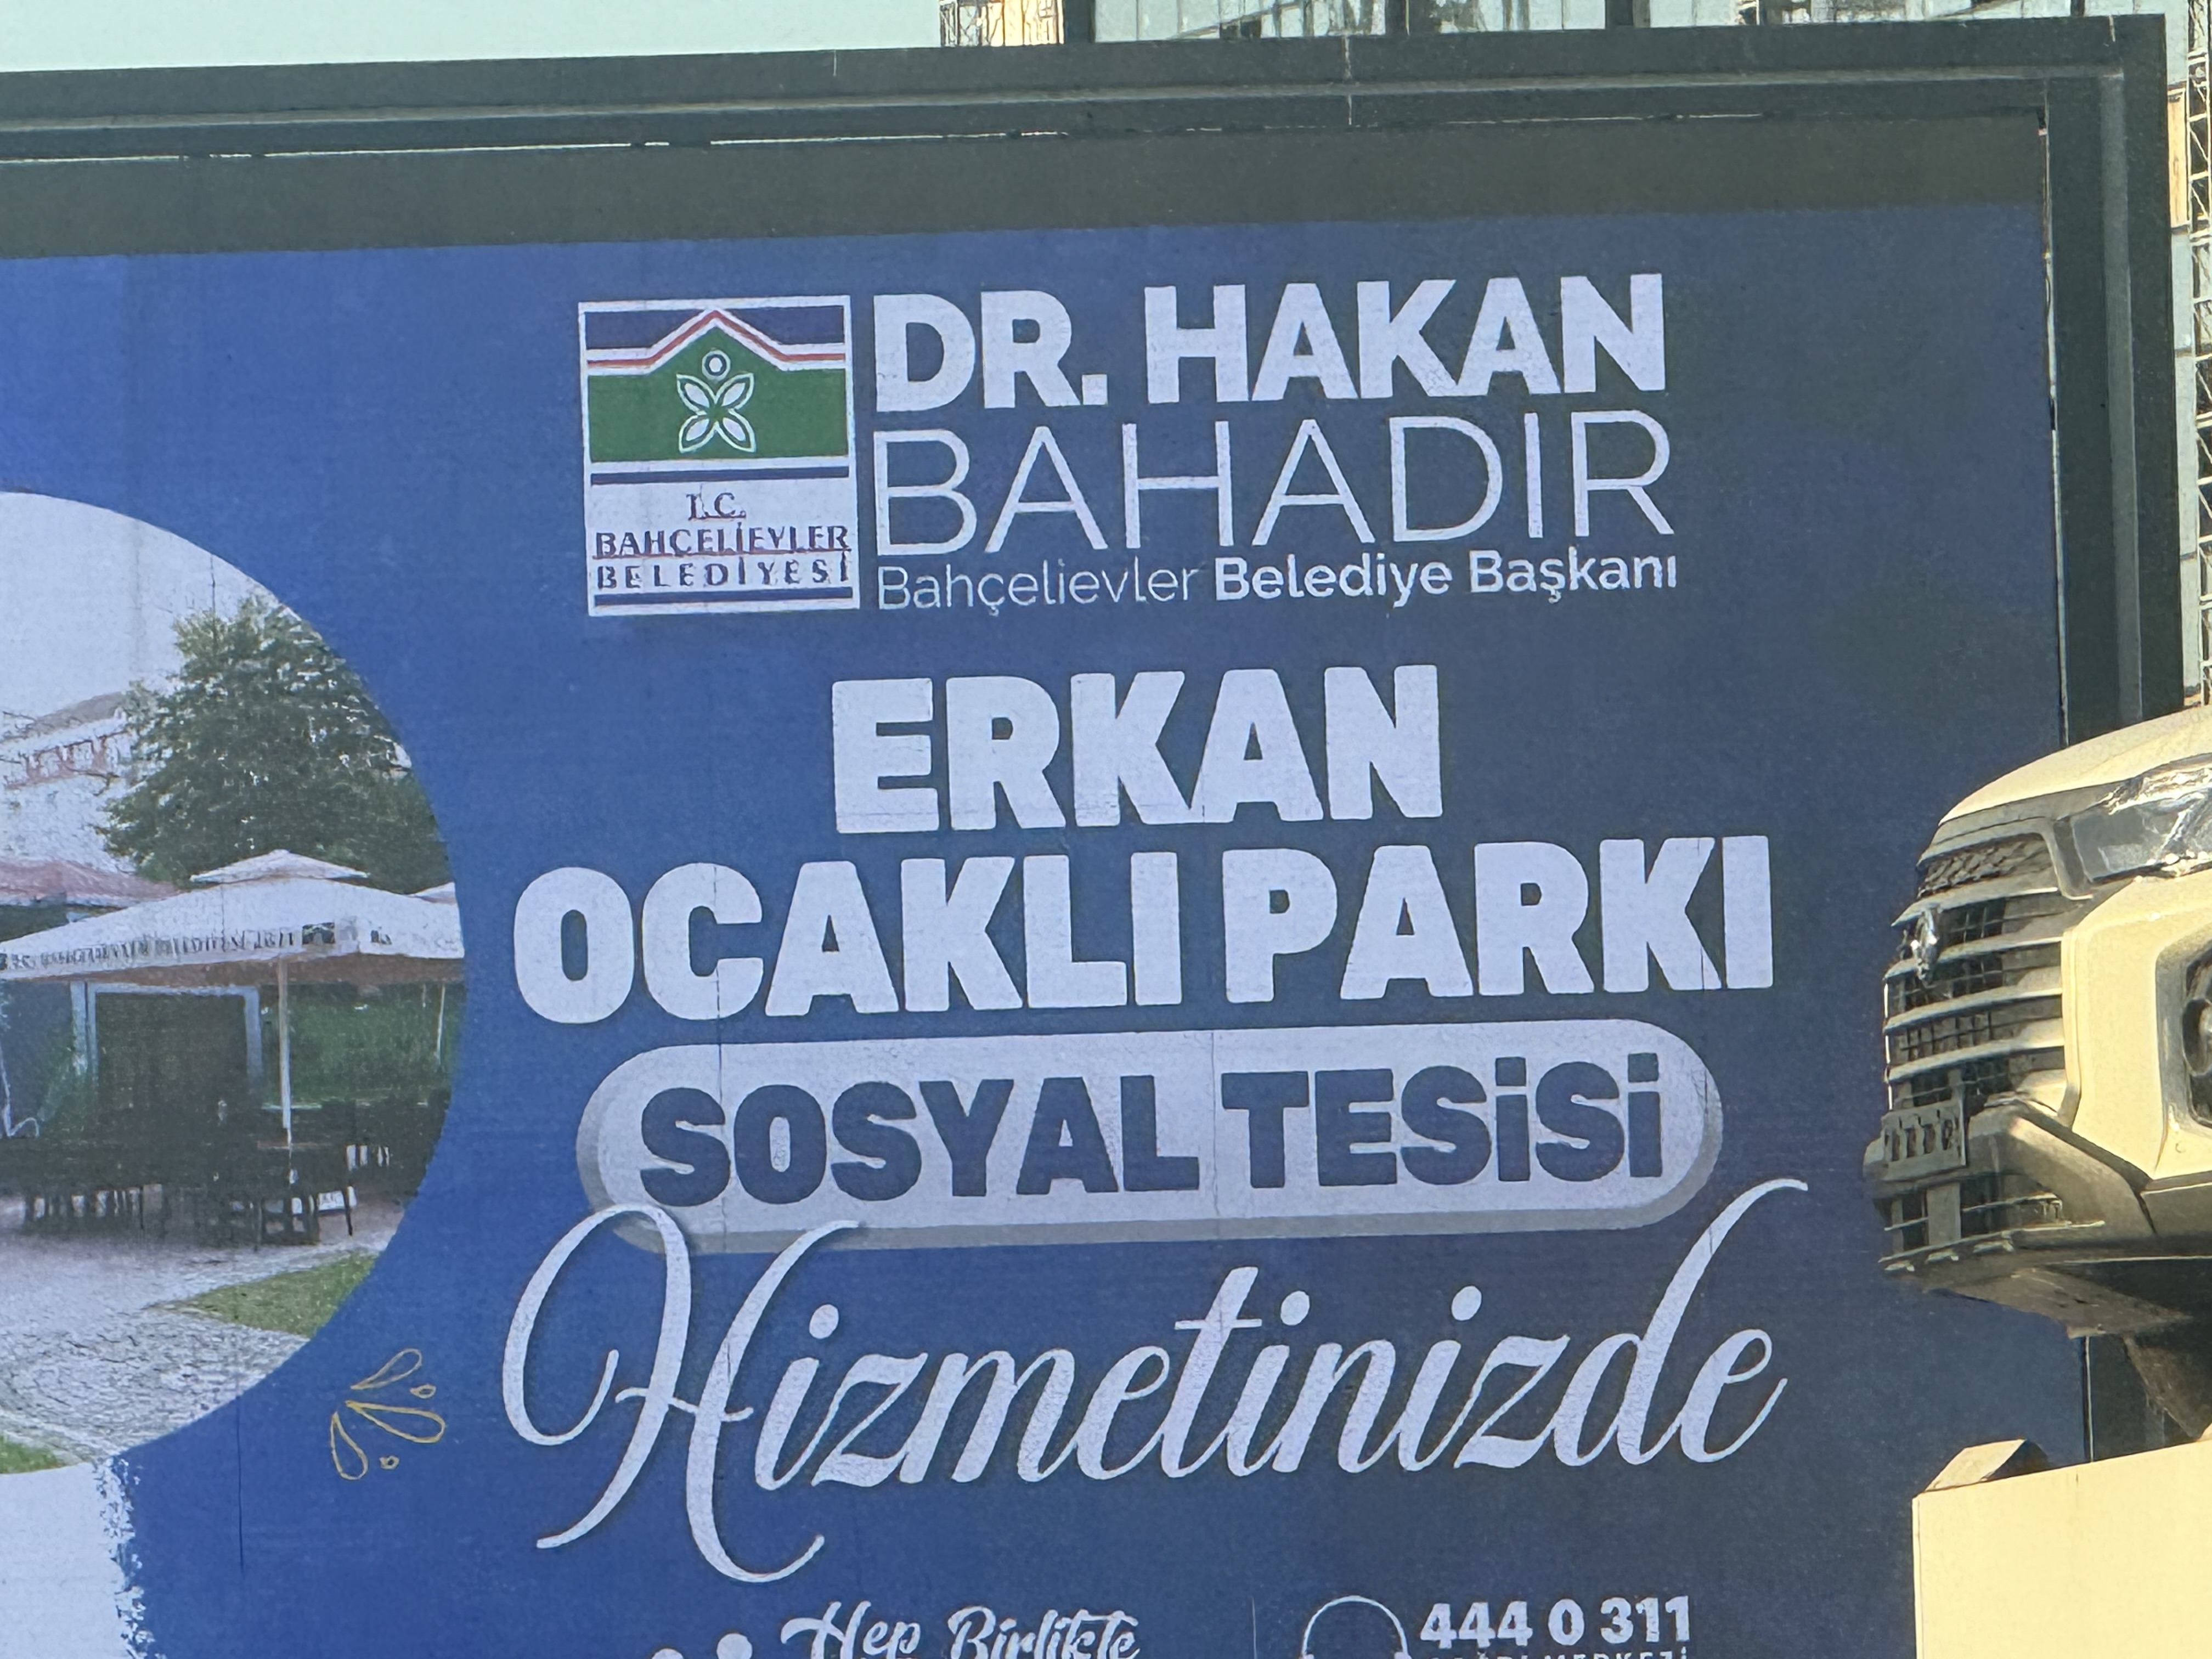 DR. HAKAN
BAHADIR
Bahçelievler Belediye Başkanı
T.C.
BAHÇELİEVLER
BELEDİYESİ
ERKAN
OCAKLI PARKI
SOSYAL TESİSİ
Hizmetinizde
Hep Birlikte
444 0 311